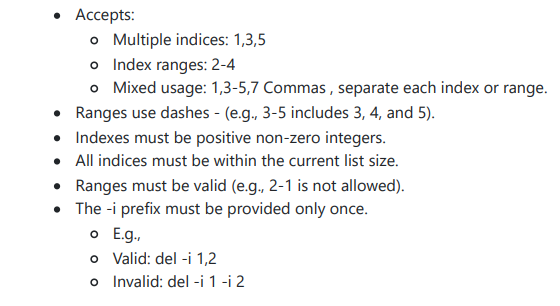 • Accepts:
o Multiple indices: 1,3,5
o Index ranges: 2-4
o Mixed usage: 1,3-5,7 Commas , separate each index or range.
• Ranges use dashes - (e.g., 3-5 includes 3, 4, and 5).
• Indexes must be positive non-zero integers.
• All indices must be within the current list size.
• Ranges must be valid (e.g., 2-1 is not allowed).
• The -i prefix must be provided only once.
o E.g.,
o Valid: del -i 1,2
o Invalid: del -i 1 -i 2